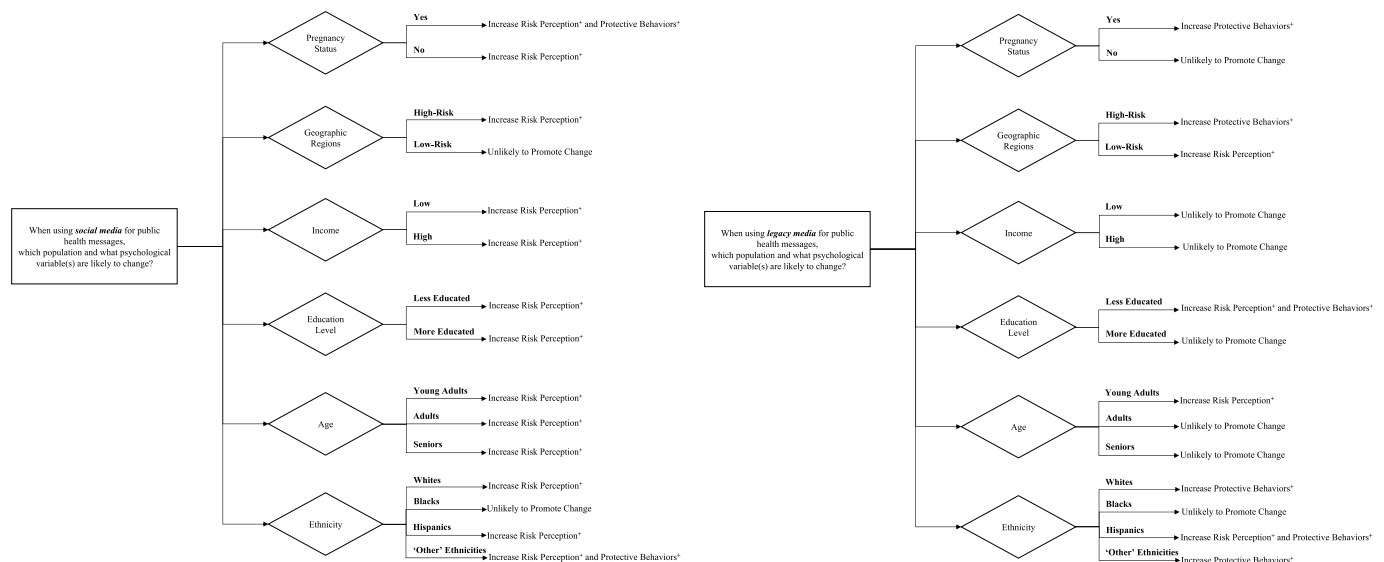 When using social media for public
health messages,
which population and what psychological
variable(s) are likely to change?
Pregnancy
Status
Yes
Increase Risk Perception⁺ and Protective Behaviors⁺
No
Increase Risk Perception⁺
Geographic
Regions
High-Risk
Increase Risk Perception⁺
Low-Risk
Unlikely to Promote Change
Income
Low
Increase Risk Perception⁺
High
Increase Risk Perception⁺
Education
Level
Less Educated
Increase Risk Perception⁺
More Educated
Increase Risk Perception⁺
Age
Young Adults
Increase Risk Perception⁺
Adults
Increase Risk Perception⁺
Seniors
Increase Risk Perception⁺
Ethnicity
Whites
Increase Risk Perception⁺
Blacks
Unlikely to Promote Change
Hispanics
Increase Risk Perception⁺
‘Other’ Ethnicities
Increase Risk Perception⁺ and Protective Behaviors⁺
When using legacy media for public
health messages,
which population and what psychological
variable(s) are likely to change?
Pregnancy
Status
Yes
Increase Protective Behaviors⁺
No
Unlikely to Promote Change
Geographic
Regions
High-Risk
Increase Protective Behaviors⁺
Low-Risk
Increase Risk Perception⁺
Income
Low
Unlikely to Promote Change
High
Unlikely to Promote Change
Education
Level
Less Educated
Increase Risk Perception⁺ and Protective Behaviors⁺
More Educated
Unlikely to Promote Change
Age
Young Adults
Increase Risk Perception⁺
Adults
Unlikely to Promote Change
Seniors
Unlikely to Promote Change
Ethnicity
Whites
Increase Protective Behaviors⁺
Blacks
Unlikely to Promote Change
Hispanics
Increase Risk Perception⁺ and Protective Behaviors⁺
‘Other’ Ethnicities
Increase Protective Behaviors⁺